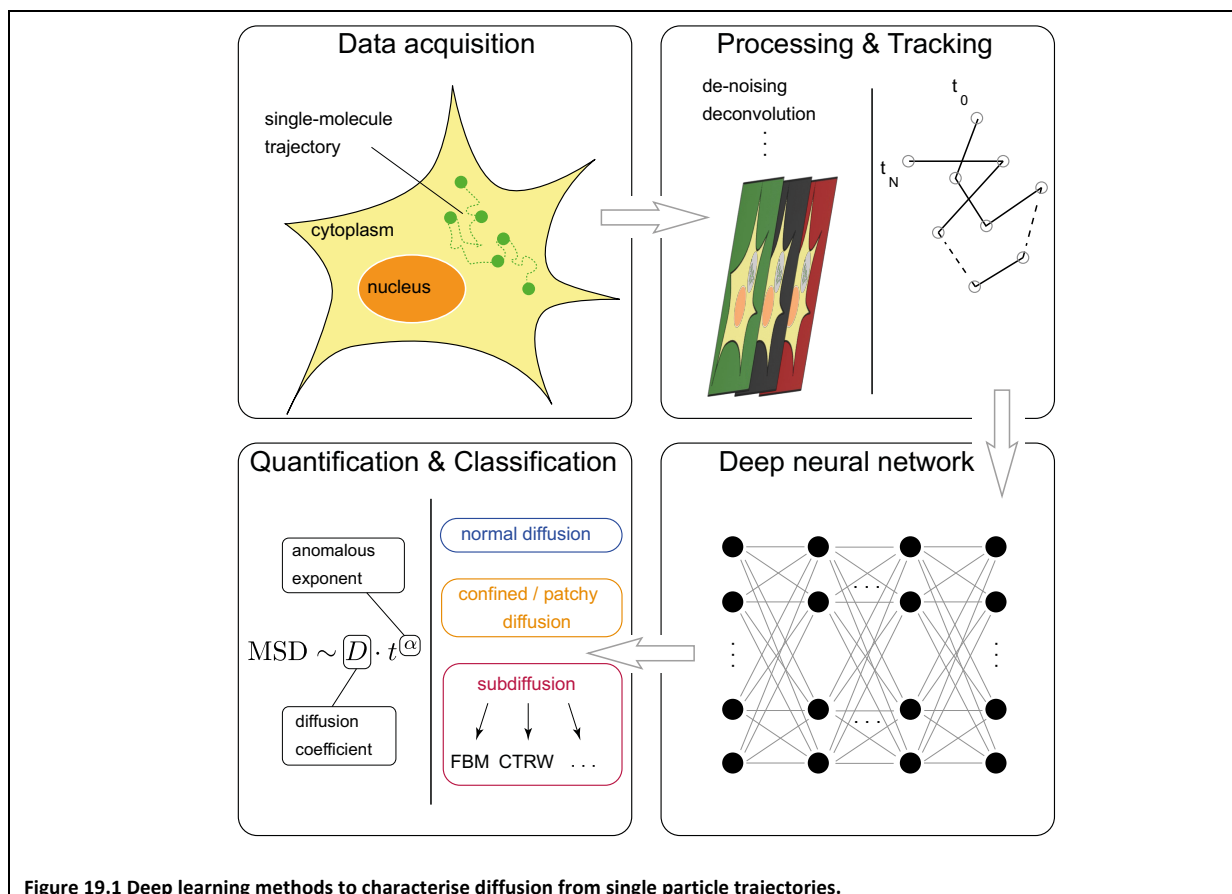 Data acquisition
single-molecule
trajectory
cytoplasm
nucleus
Processing & Tracking
de-noising
deconvolution
. . .
t_0
t_N
Quantification & Classification
anomalous
exponent
MSD ∼ D · t^α
diffusion
coefficient
normal diffusion
confined / patchy
diffusion
subdiffusion
FBM CTRW . . .
Deep neural network
. . .
. . .
. . .
. . .
Figure 19.1 Deep learning methods to characterise diffusion from single particle trajectories.